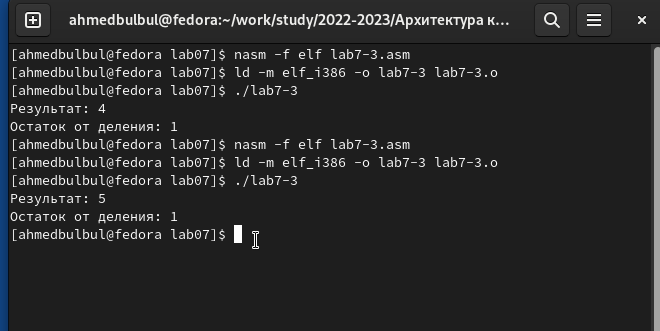 ahmedbulbul@fedora:~/work/study/2022-2023/Архитектура к...
[ahmedbulbul@fedora lab07]$ nasm -f elf lab7-3.asm
[ahmedbulbul@fedora lab07]$ ld -m elf_i386 -o lab7-3 lab7-3.o
[ahmedbulbul@fedora lab07]$ ./lab7-3
Результат: 4
Остаток от деления: 1
[ahmedbulbul@fedora lab07]$ nasm -f elf lab7-3.asm
[ahmedbulbul@fedora lab07]$ ld -m elf_i386 -o lab7-3 lab7-3.o
[ahmedbulbul@fedora lab07]$ ./lab7-3
Результат: 5
Остаток от деления: 1
[ahmedbulbul@fedora lab07]$